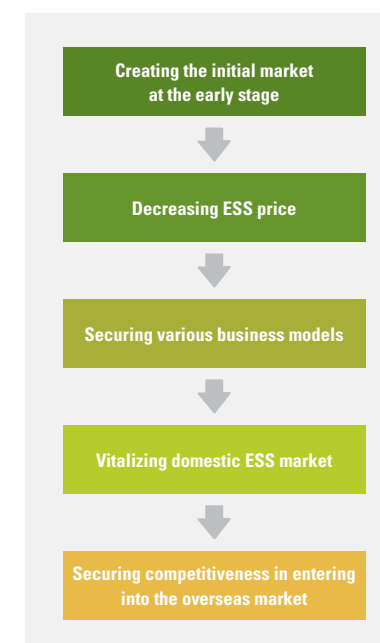 Creating the initial market
at the early stage
Decreasing ESS price
Securing various business models
Vitalizing domestic ESS market
Securing competitiveness in entering
into the overseas market